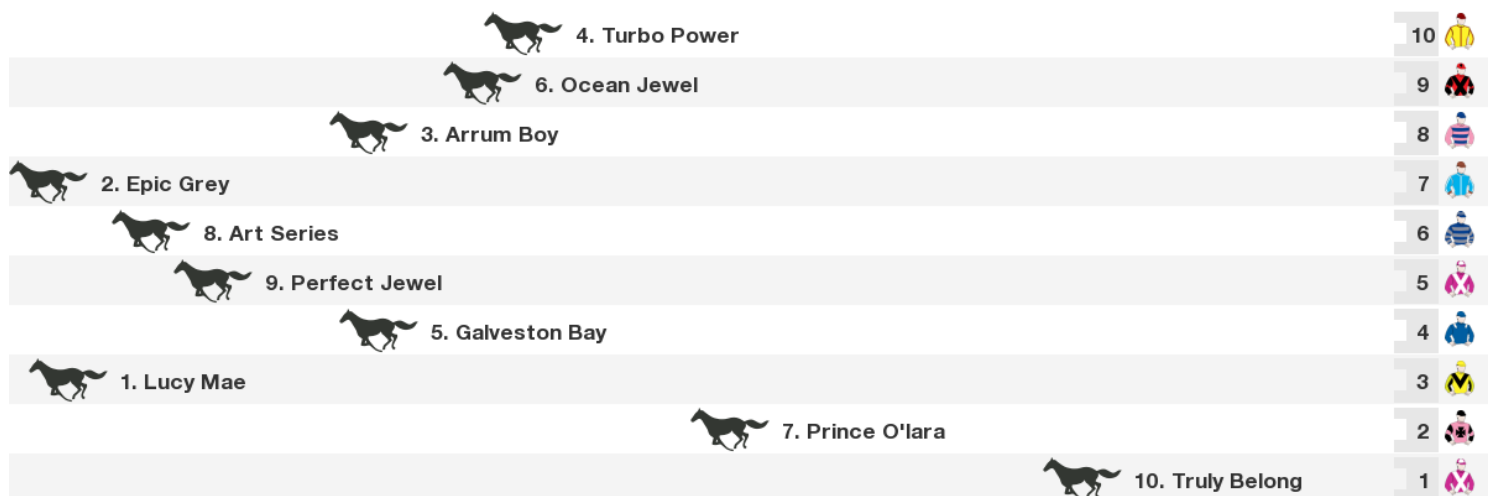 4. Turbo Power 10
6. Ocean Jewel 9
3. Arrum Boy 8
2. Epic Grey 7
8. Art Series 6
9. Perfect Jewel 5
5. Galveston Bay 4
1. Lucy Mae 3
7. Prince O'lara 2
10. Truly Belong 1